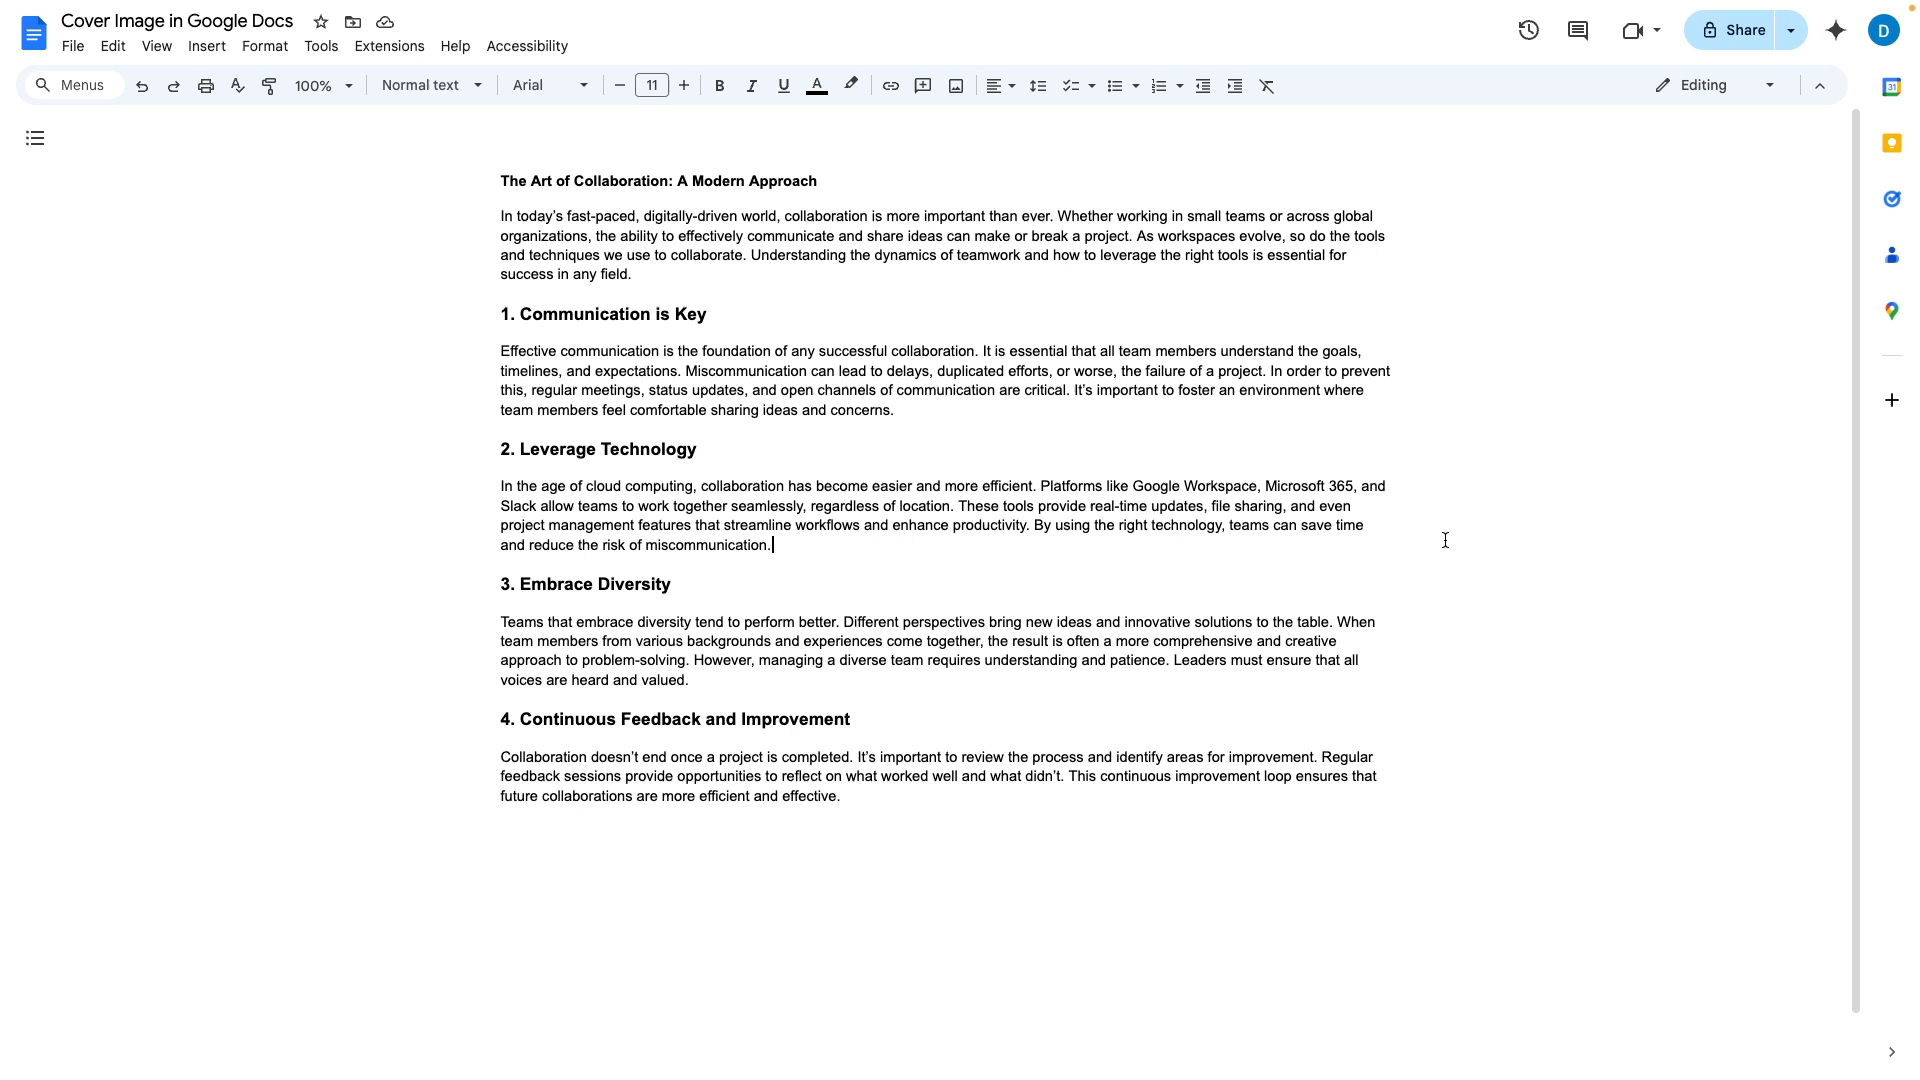 Cover Image in Google Docs
File Edit View Insert Format Tools Extensions Help Accessibility
Share
D
Menus 100% Normal text Arial 11 B I U A Editing
31
The Art of Collaboration: A Modern Approach
In today's fast-paced, digitally-driven world, collaboration is more important than ever. Whether working in small teams or across global
organizations, the ability to effectively communicate and share ideas can make or break a project. As workspaces evolve, so do the tools
and techniques we use to collaborate. Understanding the dynamics of teamwork and how to leverage the right tools is essential for
success in any field.
1. Communication is Key
Effective communication is the foundation of any successful collaboration. It is essential that all team members understand the goals,
timelines, and expectations. Miscommunication can lead to delays, duplicated efforts, or worse, the failure of a project. In order to prevent
this, regular meetings, status updates, and open channels of communication are critical. It's important to foster an environment where
team members feel comfortable sharing ideas and concerns.
2. Leverage Technology
In the age of cloud computing, collaboration has become easier and more efficient. Platforms like Google Workspace, Microsoft 365, and
Slack allow teams to work together seamlessly, regardless of location. These tools provide real-time updates, file sharing, and even
project management features that streamline workflows and enhance productivity. By using the right technology, teams can save time
and reduce the risk of miscommunication.
3. Embrace Diversity
Teams that embrace diversity tend to perform better. Different perspectives bring new ideas and innovative solutions to the table. When
team members from various backgrounds and experiences come together, the result is often a more comprehensive and creative
approach to problem-solving. However, managing a diverse team requires understanding and patience. Leaders must ensure that all
voices are heard and valued.
4. Continuous Feedback and Improvement
Collaboration doesn't end once a project is completed. It's important to review the process and identify areas for improvement. Regular
feedback sessions provide opportunities to reflect on what worked well and what didn't. This continuous improvement loop ensures that
future collaborations are more efficient and effective.